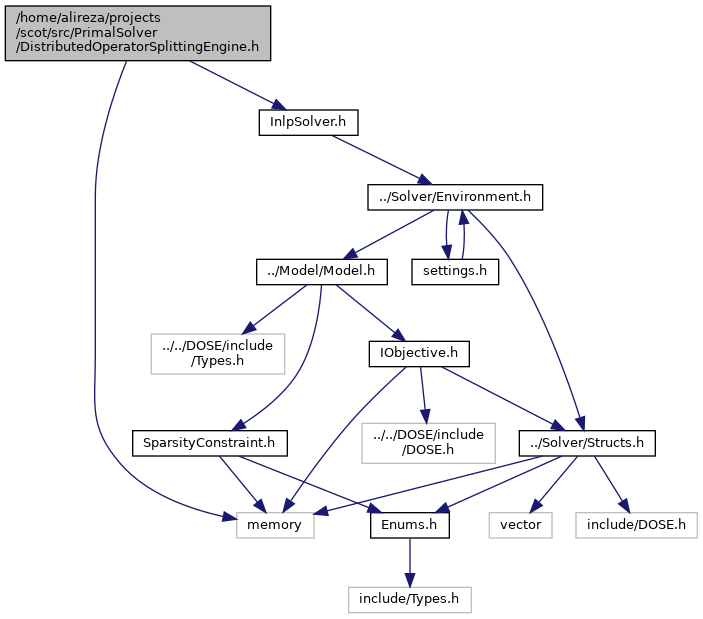 /home/alireza/projects
/scot/src/PrimalSolver
/DistributedOperatorSplittingEngine.h
InlpSolver.h
../Solver/Environment.h
../Model/Model.h
settings.h
../../DOSE/include
/Types.h
IObjective.h
SparsityConstraint.h
../../DOSE/include
/DOSE.h
../Solver/Structs.h
memory
Enums.h
vector
include/DOSE.h
include/Types.h